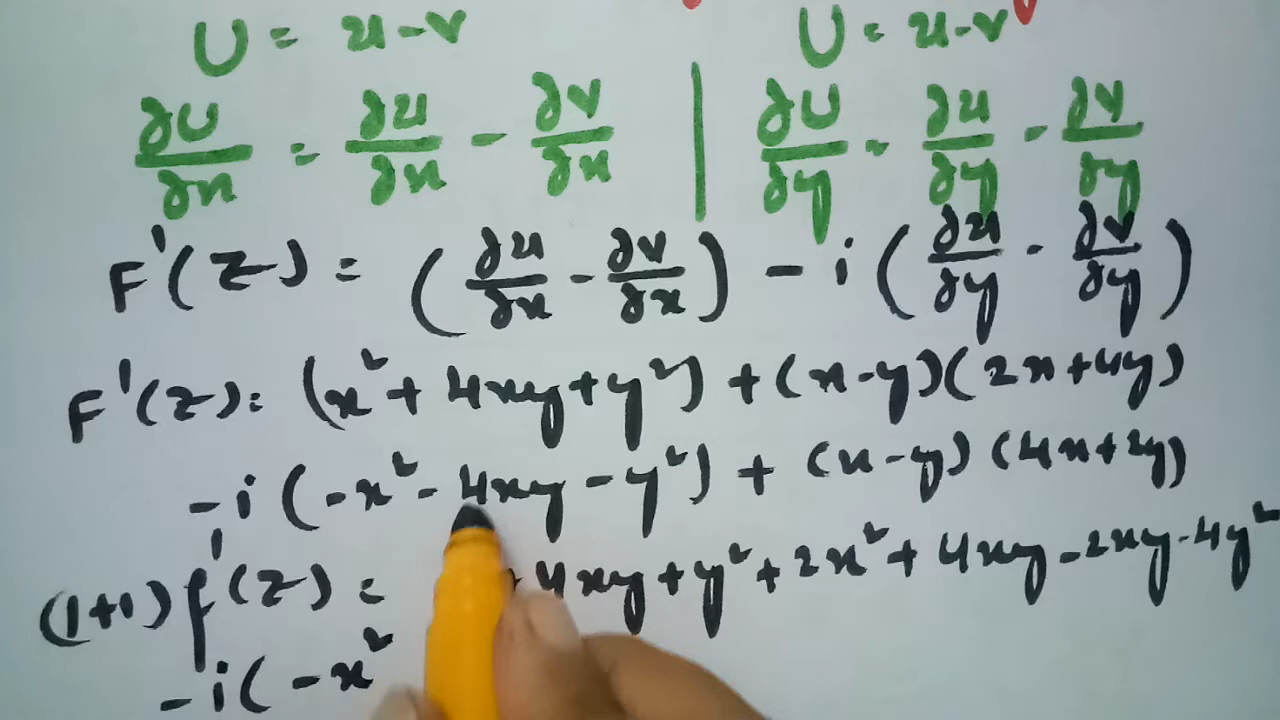 U = u - v U = u - v
∂U/∂x = ∂u/∂x - ∂v/∂x | ∂U/∂y = ∂u/∂y - ∂v/∂y
F'(z) = (∂u/∂x - ∂v/∂x) - i(∂u/∂y - ∂v/∂y)
F'(z) = (x² + 4xy + y²) + (x - y)(2x + 4y)
- i(-x² - 4xy - y²) + (x - y)(4x + 2y)
(1+i) f'(z) = + 4xy + y² + 2x² + 4xy - 2xy - 4y²
- i(-x²